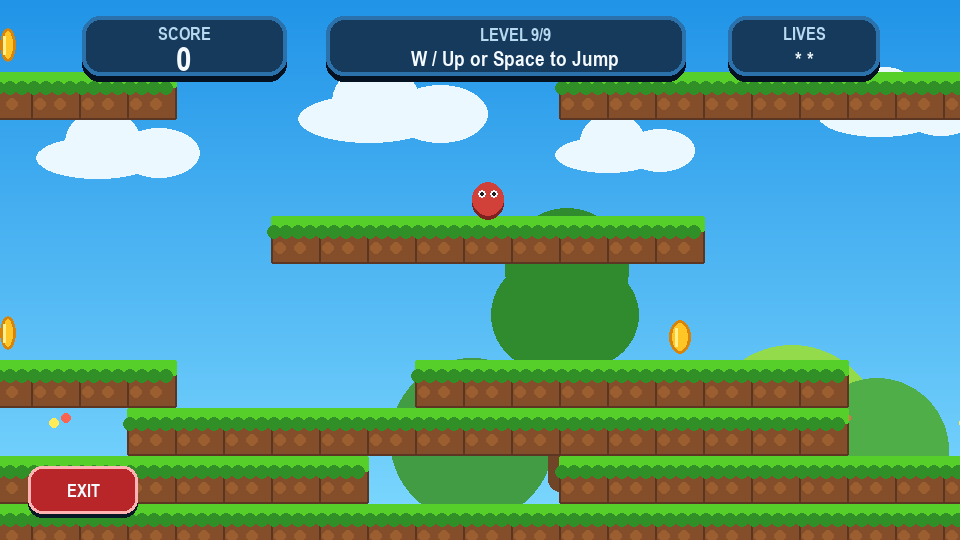 SCORE
0
LEVEL 9/9
W / Up or Space to Jump
LIVES
* *
EXIT